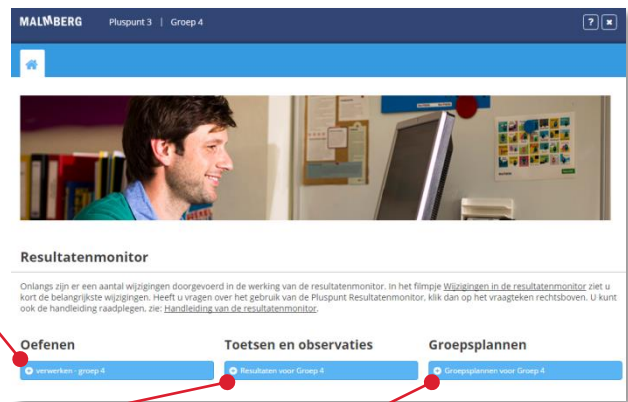 MALMBERG Pluspunt 3 | Groep 4 ? ×
Resultatenmonitor
Onlangs zijn er een aantal wijzigingen doorgevoerd in de werking van de resultatenmonitor. In het filmpje Wijzigingen in de resultatenmonitor ziet u
kort de belangrijkste wijzigingen. Heeft u vragen over het gebruik van de Pluspunt Resultatenmonitor, klik dan op het vraagteken rechtsboven. U kunt
ook de handleiding raadplegen, zie: Handleiding van de resultatenmonitor.
Oefenen Toetsen en observaties Groepsplannen
verwerken - groep 4 Resultaten voor Groep 4 Groepsplannen voor Groep 4